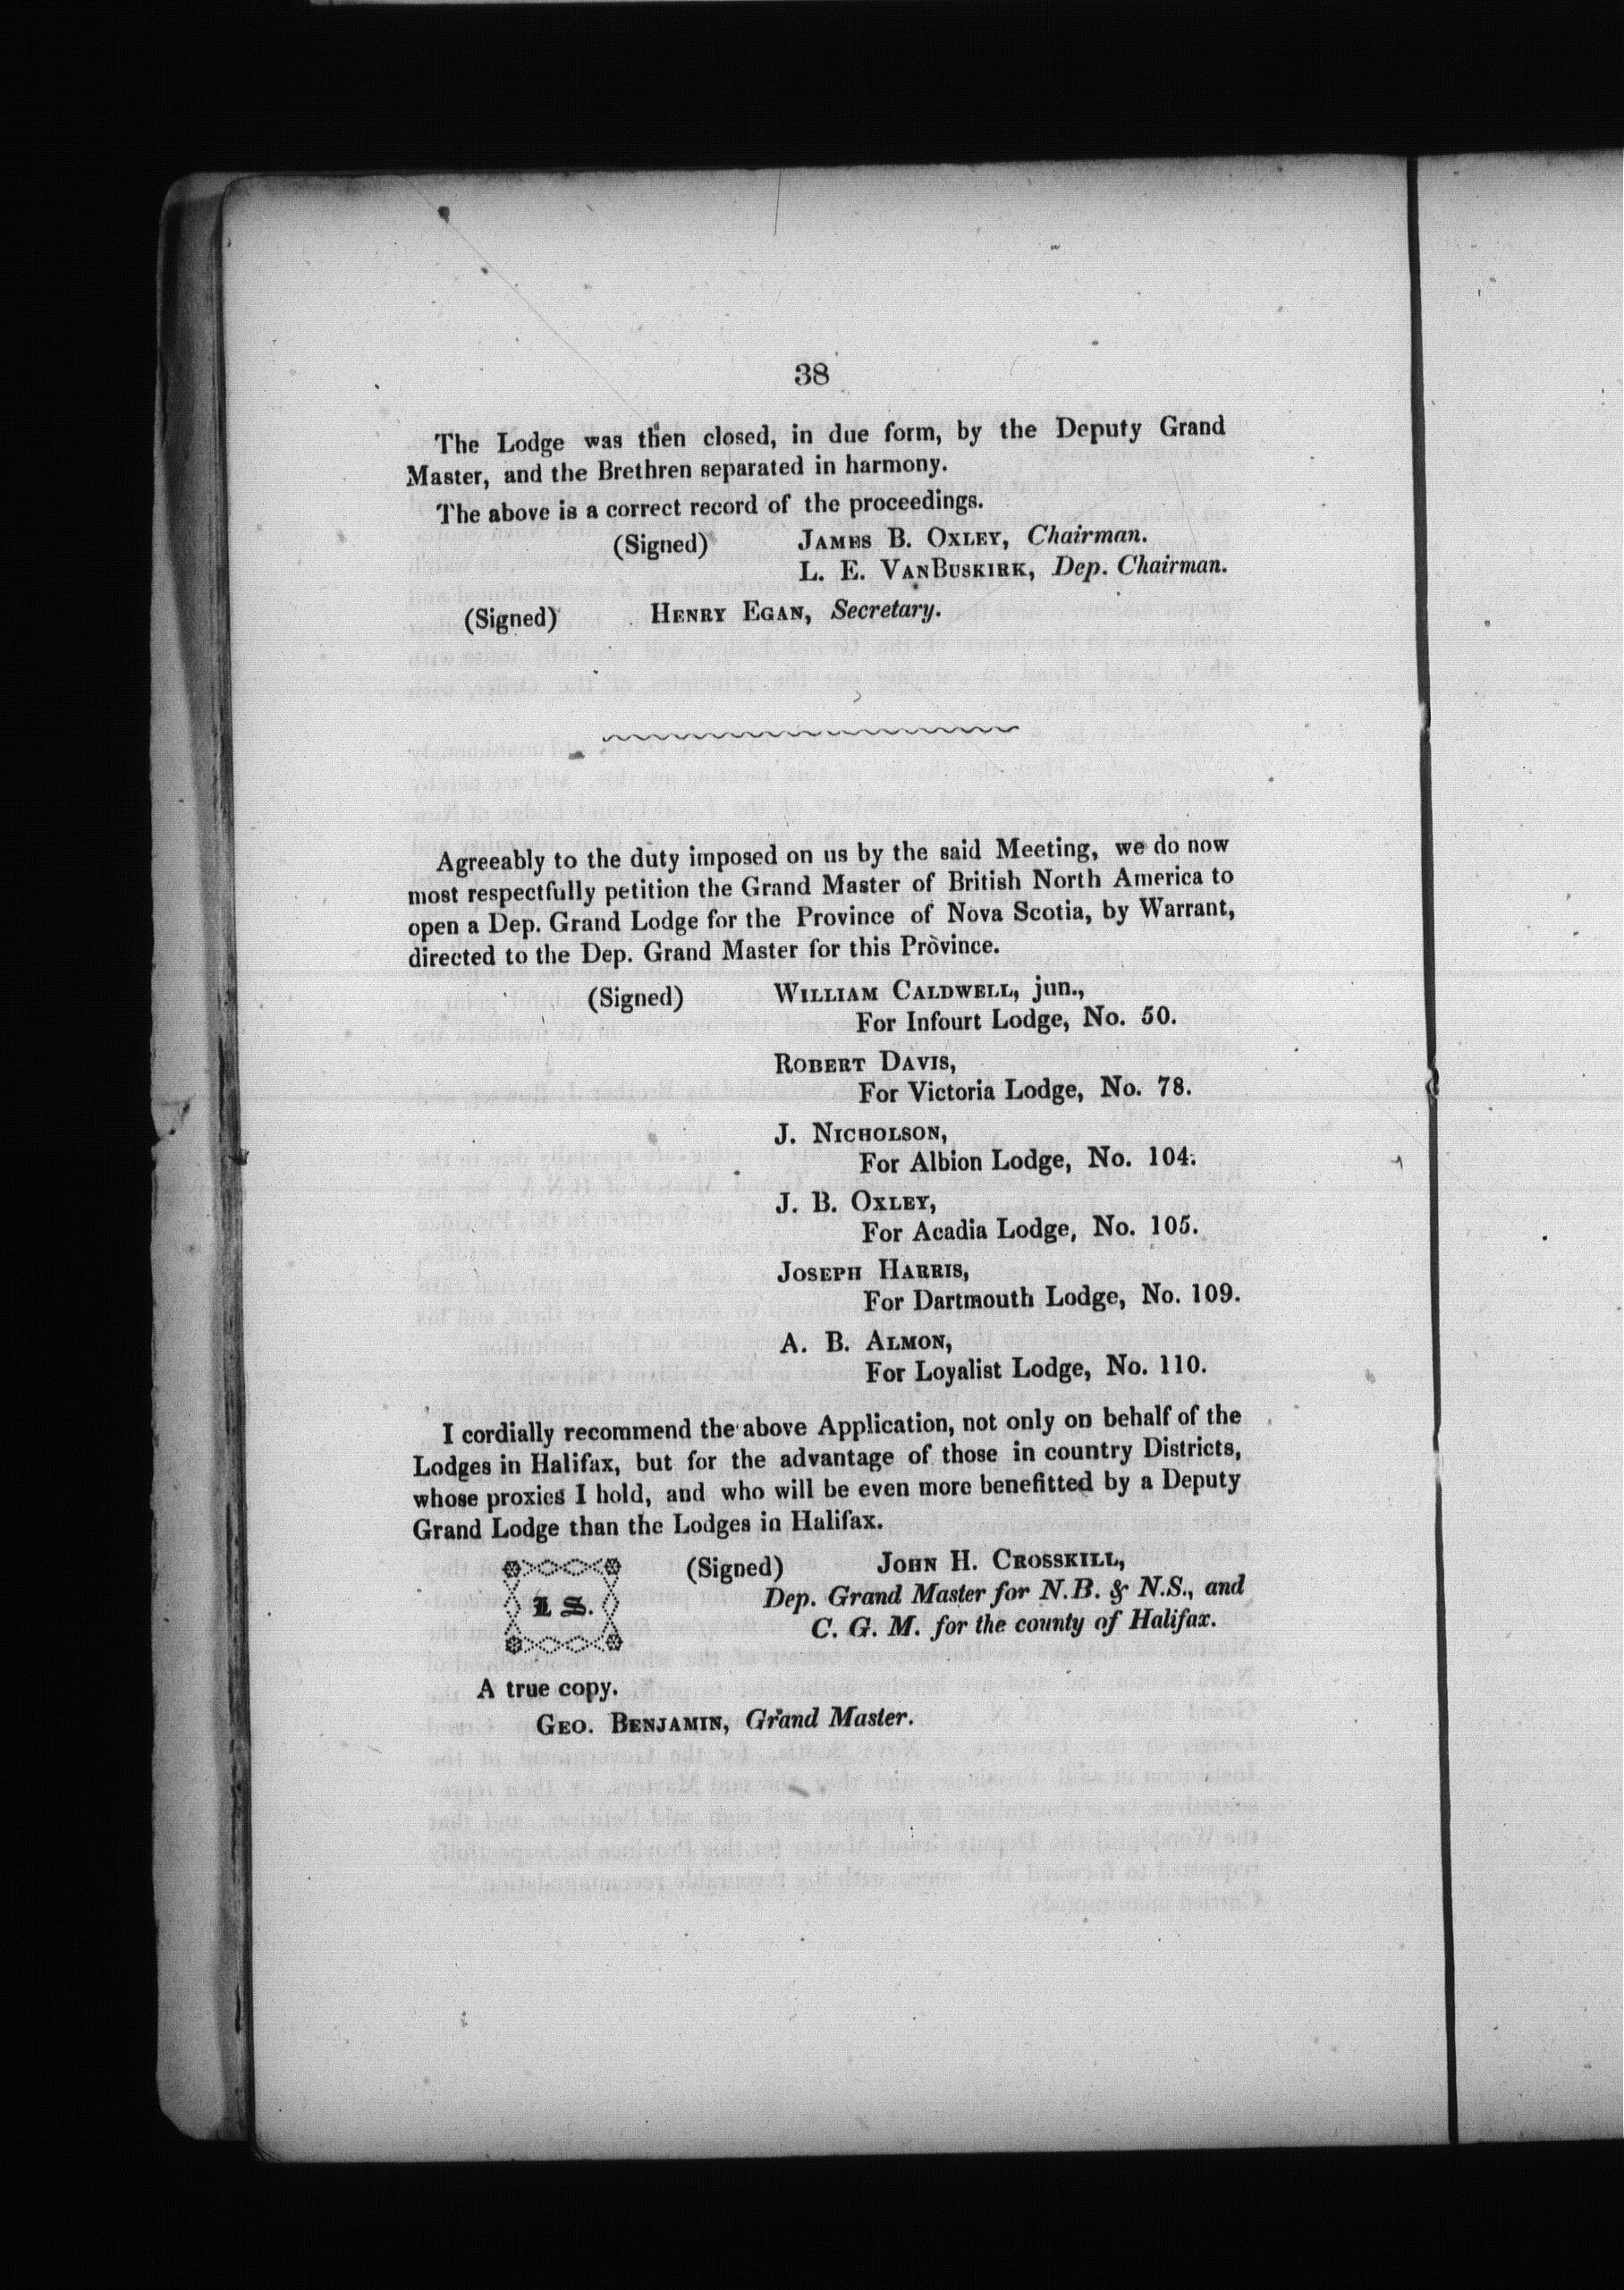 38
The Lodge was then closed, in due form, by the Deputy Grand
Master, and the Brethren separated in harmony.
The above is a correct record of the proceedings.
(Signed) JAMES B. OXLEY, Chairman.
L. E. VANBUSKIRK, Dep. Chairman.
(Signed) HENRY EGAN, Secretary.
Agreeably to the duty imposed on us by the said Meeting, we do now
most respectfully petition the Grand Master of British North America to
open a Dep. Grand Lodge for the Province of Nova Scotia, by Warrant,
directed to the Dep. Grand Master for this Province.
(Signed) WILLIAM CALDWELL, jun.,
For Infourt Lodge, No. 50.
ROBERT DAVIS,
For Victoria Lodge, No. 78.
J. NICHOLSON,
For Albion Lodge, No. 104.
J. B. OXLEY,
For Acadia Lodge, No. 105.
JOSEPH HARRIS,
For Dartmouth Lodge, No. 109.
A. B. ALMON,
For Loyalist Lodge, No. 110.
I cordially recommend the above Application, not only on behalf of the
Lodges in Halifax, but for the advantage of those in country Districts,
whose proxies I hold, and who will be even more benefitted by a Deputy
Grand Lodge than the Lodges in Halifax.
(Signed) JOHN H. CROSSKILL,
L S. Dep. Grand Master for N.B. & N.S., and
C. G. M. for the county of Halifax.
A true copy.
GEO. BENJAMIN, Grand Master.